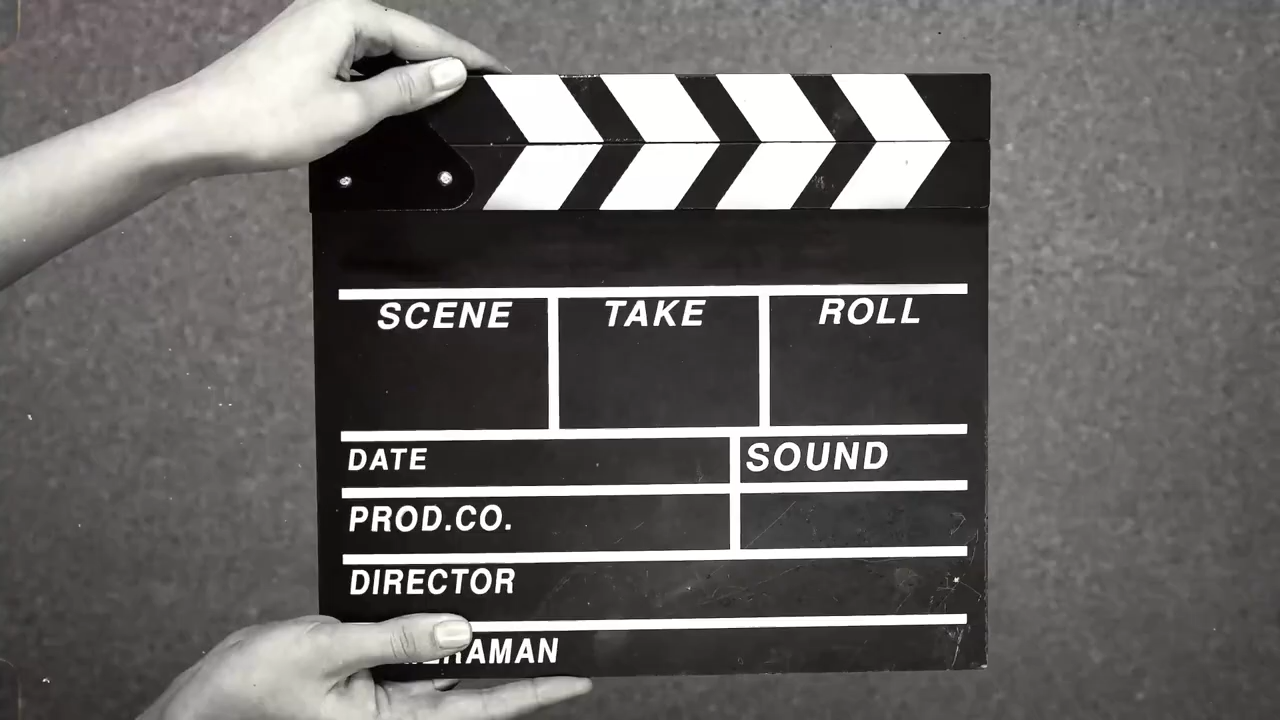 SCENE TAKE ROLL
DATE SOUND
PROD.CO.
DIRECTOR